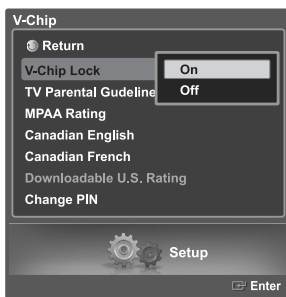 V-Chip
Return
V-Chip Lock
On
Off
TV Parental Gudeline
MPAA Rating
Canadian English
Canadian French
Downloadable U.S. Rating
Change PIN
Setup
Enter